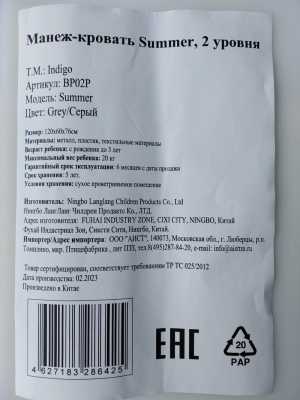 Манеж-кровать Summer, 2 уровня
Т.М.: Indigo
Артикул: BP02P
Модель: Summer
Цвет: Grey/Серый
Размер: 120х60х76см
Материалы: металл, пластик, текстильные материалы
Возраст ребенка: с рождения до 3 лет
Максимальный вес ребенка: 20 кг
Гарантийный срок эксплуатации: 6 месяцев с даты продажи
Срок хранения: 5 лет.
Условия хранения: сухое проветриваемое помещение
Изготовитель: Ningbo Langlang Children Products Co., Ltd
Нингбо ЛангЛанг Чилдрен Продактс Ко., ЛТД.
Адрес изготовителя: FUHAI INDUSTRY ZONE, CIXI CITY, NINGBO, Китай
Фухай Индастриал Зон, Сикси Сити, Нингбо, Китай.
Импортер/Адрес импортера: ООО "АИСТ", 140073, Московская обл., г. Люберцы, р.п.
Томилино, мкр. Птицефабрика , лит ПП, тел.8(495)287-84-20, e-mail: info@aisttm.ru
Товар сертифицирован, соответствует требованиям ТР ТС 025/2012
Дата производства: 02.2023
Произведено в Китае
4 627183 286425
EAC
20
PAP